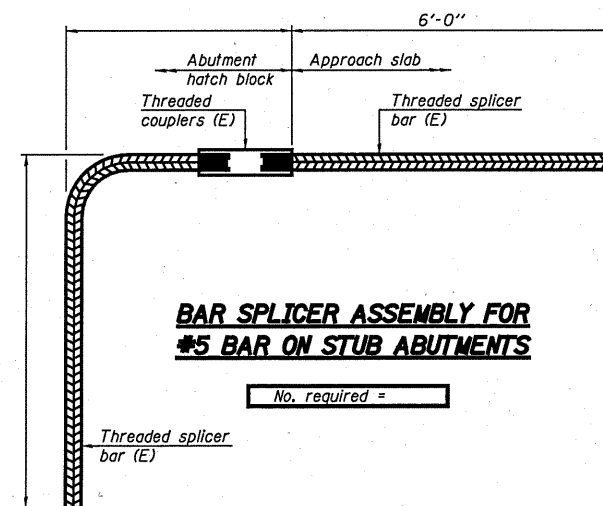 6'-0"
Abutment
hatch block
Approach slab
Threaded
couplers (E)
Threaded splicer
bar (E)
BAR SPLICER ASSEMBLY FOR
#5 BAR ON STUB ABUTMENTS
No. required =
Threaded splicer
bar (E)